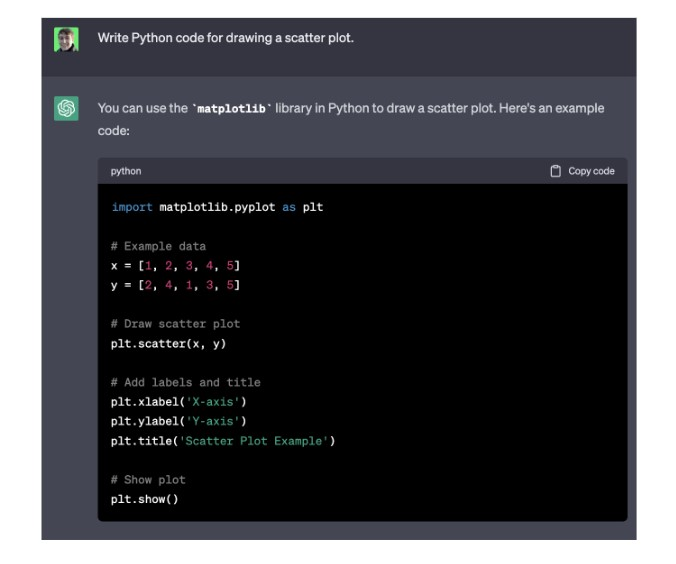 Write Python code for drawing a scatter plot.
You can use the `matplotlib` library in Python to draw a scatter plot. Here's an example
code:
python Copy code
import matplotlib.pyplot as plt
# Example data
x = [1, 2, 3, 4, 5]
y = [2, 4, 1, 3, 5]
# Draw scatter plot
plt.scatter(x, y)
# Add labels and title
plt.xlabel('X-axis')
plt.ylabel('Y-axis')
plt.title('Scatter Plot Example')
# Show plot
plt.show()